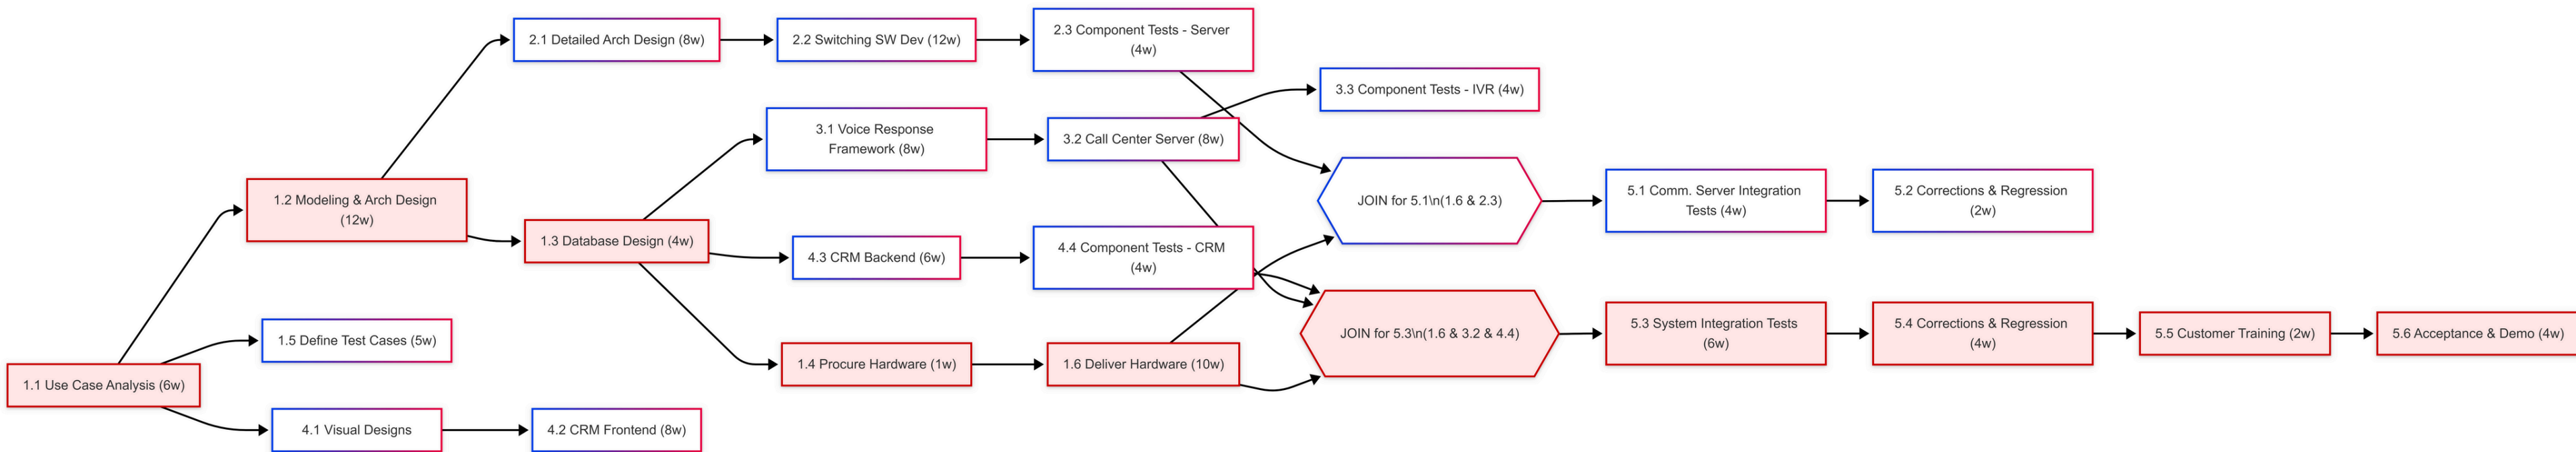 2.1 Detailed Arch Design (8w)
2.2 Switching SW Dev (12w)
2.3 Component Tests - Server
(4w)
3.3 Component Tests - IVR (4w)
3.1 Voice Response
Framework (8w)
3.2 Call Center Server (8w)
1.2 Modeling & Arch Design
(12w)
JOIN for 5.1\n(1.6 & 2.3)
5.1 Comm. Server Integration
Tests (4w)
5.2 Corrections & Regression
(2w)
1.3 Database Design (4w)
4.3 CRM Backend (6w)
4.4 Component Tests - CRM
(4w)
1.5 Define Test Cases (5w)
JOIN for 5.3\n(1.6 & 3.2 & 4.4)
5.3 System Integration Tests
(6w)
5.4 Corrections & Regression
(4w)
5.5 Customer Training (2w)
5.6 Acceptance & Demo (4w)
1.4 Procure Hardware (1w)
1.6 Deliver Hardware (10w)
1.1 Use Case Analysis (6w)
4.1 Visual Designs
4.2 CRM Frontend (8w)